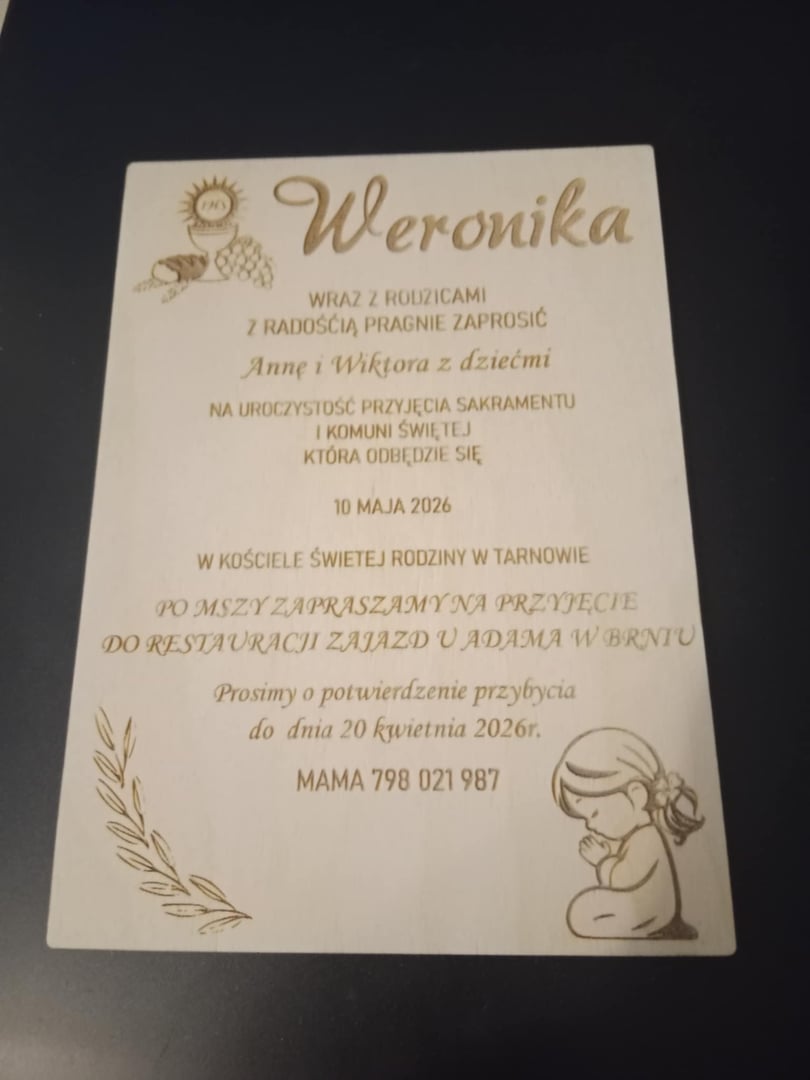 IHS
Weronika
WRAZ Z RODZICAMI
Z RADOŚĆIĄ PRAGNIE ZAPROSIĆ
Annę i Wiktora z dziećmi
NA UROCZYSTOŚĆ PRZYJĘCIA SAKRAMENTU
I KOMUNI ŚWIĘTEJ
KTÓRA ODBĘDZIE SIĘ
10 MAJA 2026
W KOŚCIELE ŚWIETEJ RODZINY W TARNOWIE
PO MSZY ZAPRASZAMY NA PRZYJĘCIE
DO RESTAURACJI ZAJAZD U ADAMA W BRNIU
Prosimy o potwierdzenie przybycia
do dnia 20 kwietnia 2026r.
MAMA 798 021 987